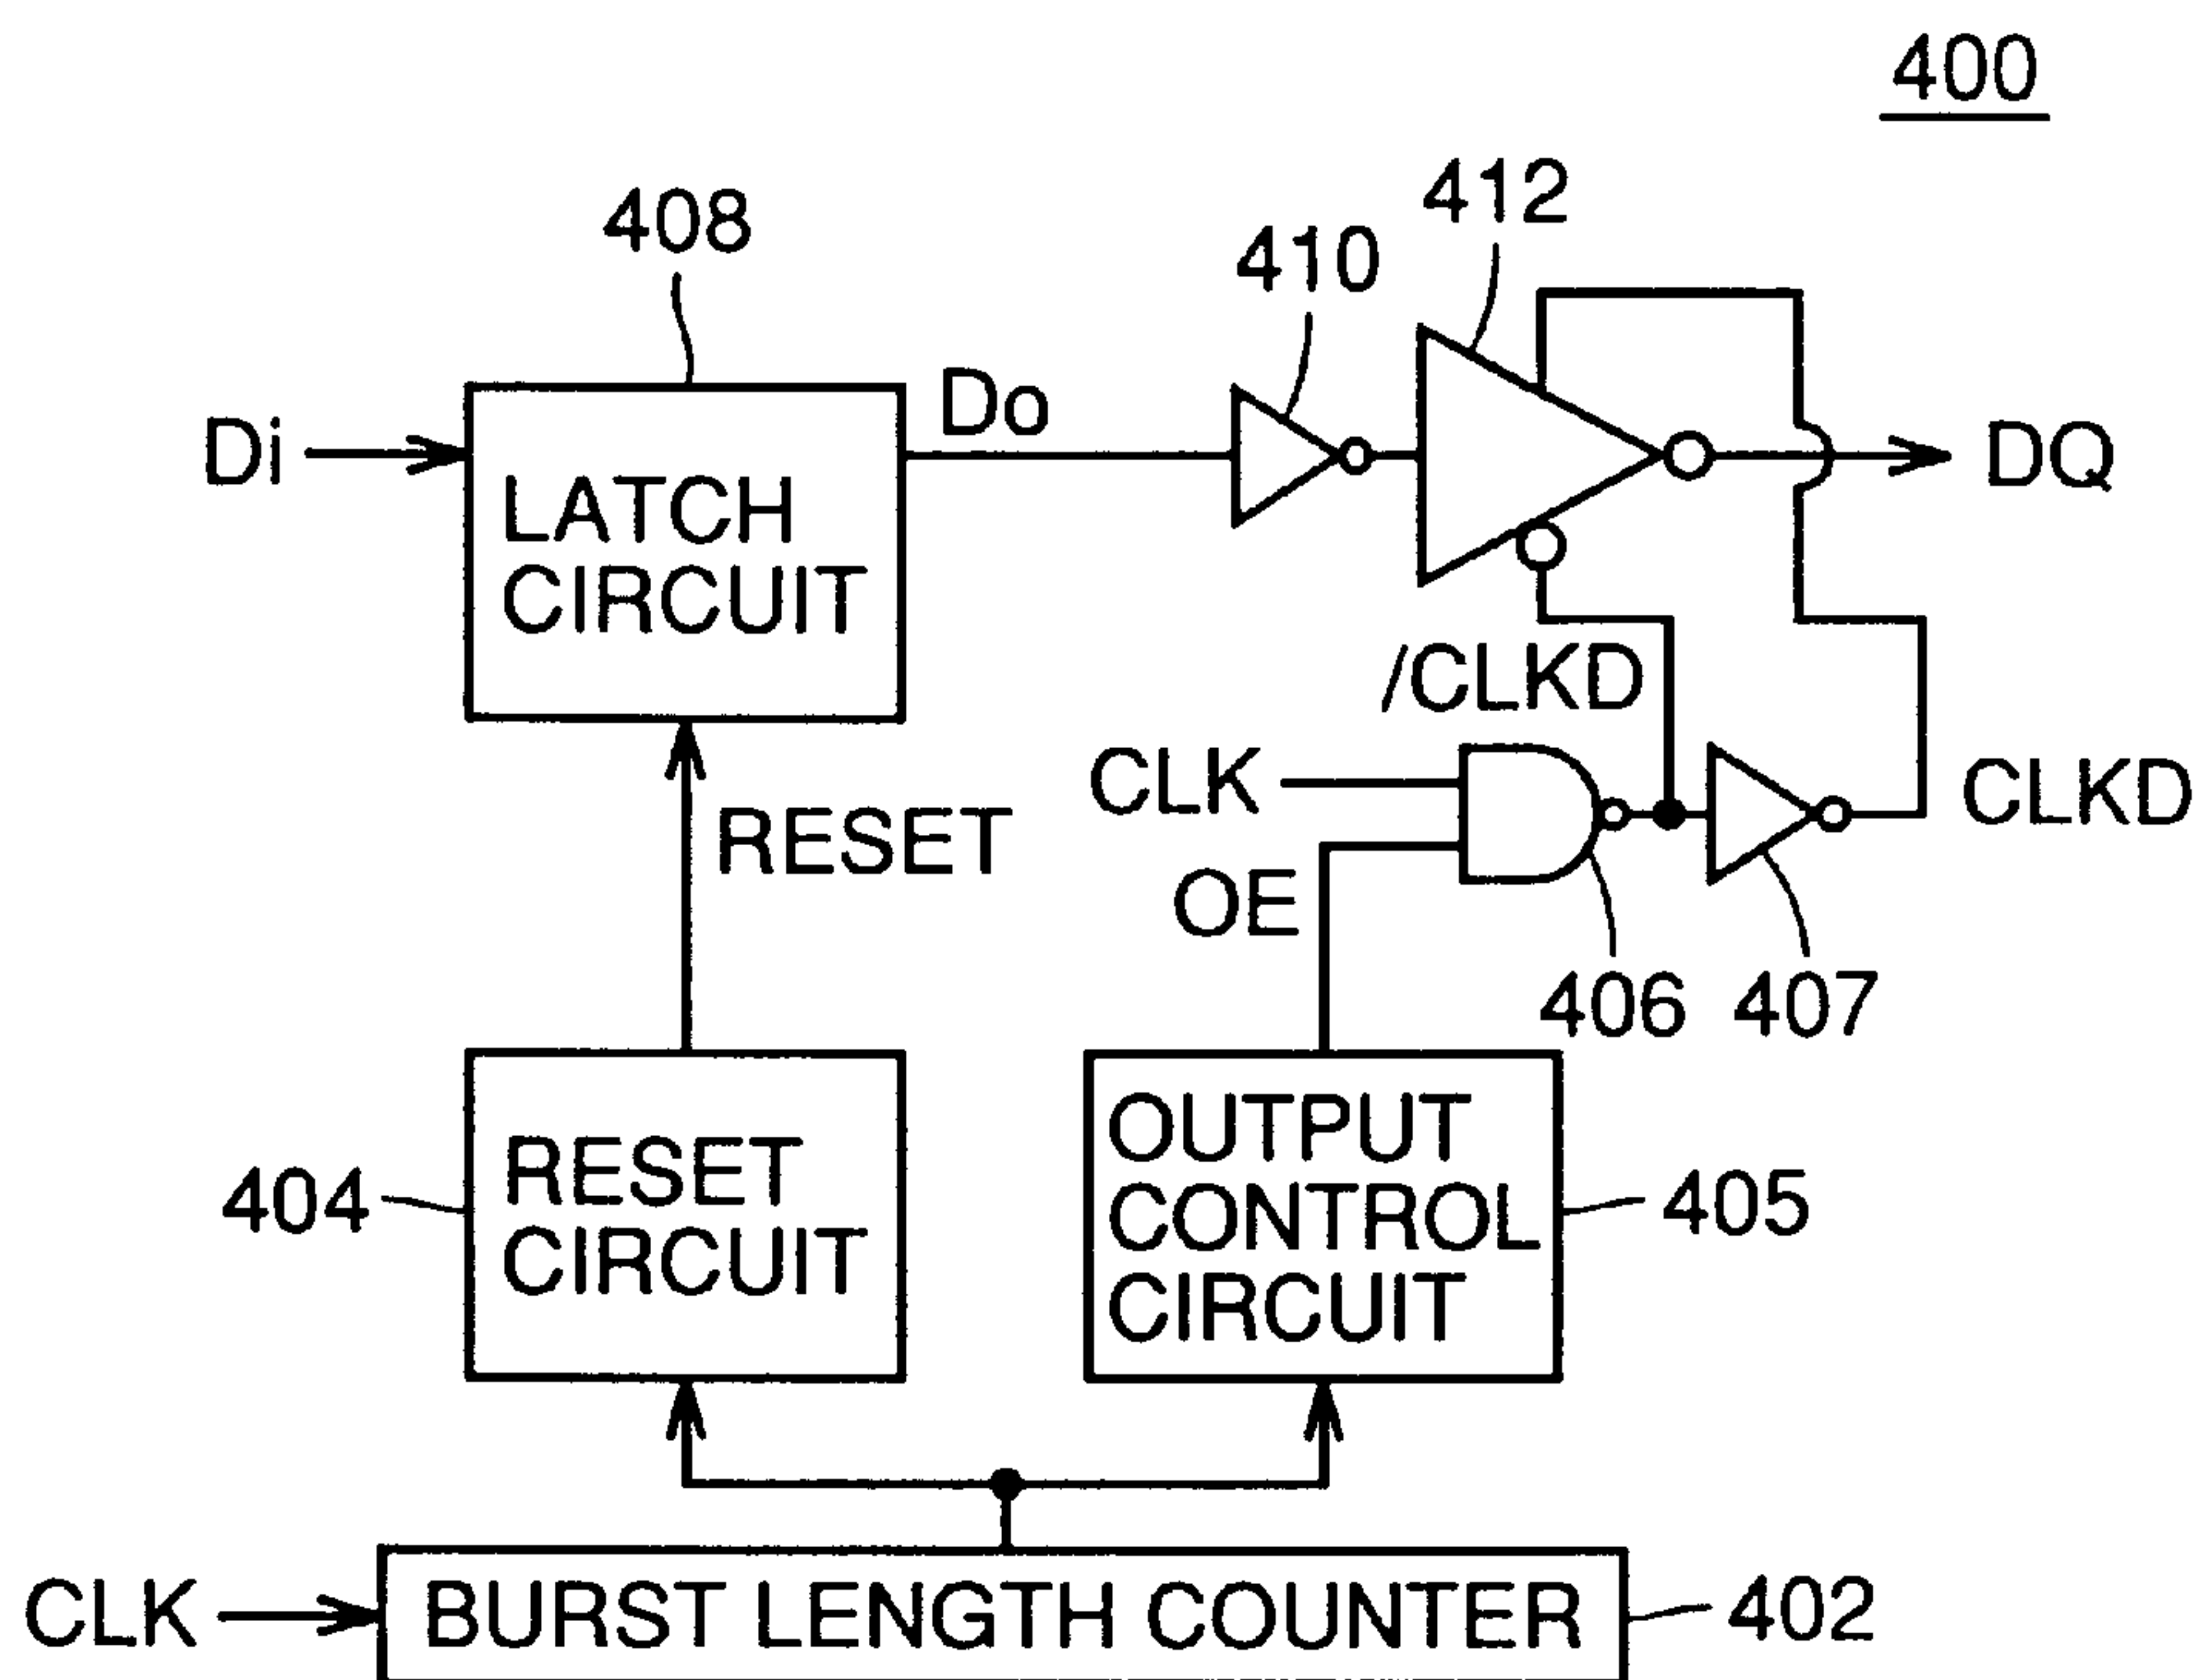 400
412
408
410
Do
Di
DQ
LATCH
CIRCUIT
/CLKD
CLK
CLKD
RESET
OE
406
407
OUTPUT
RESET
404
CONTROL
405
CIRCUIT
CIRCUIT
CLK
BURST LENGTH COUNTER
402